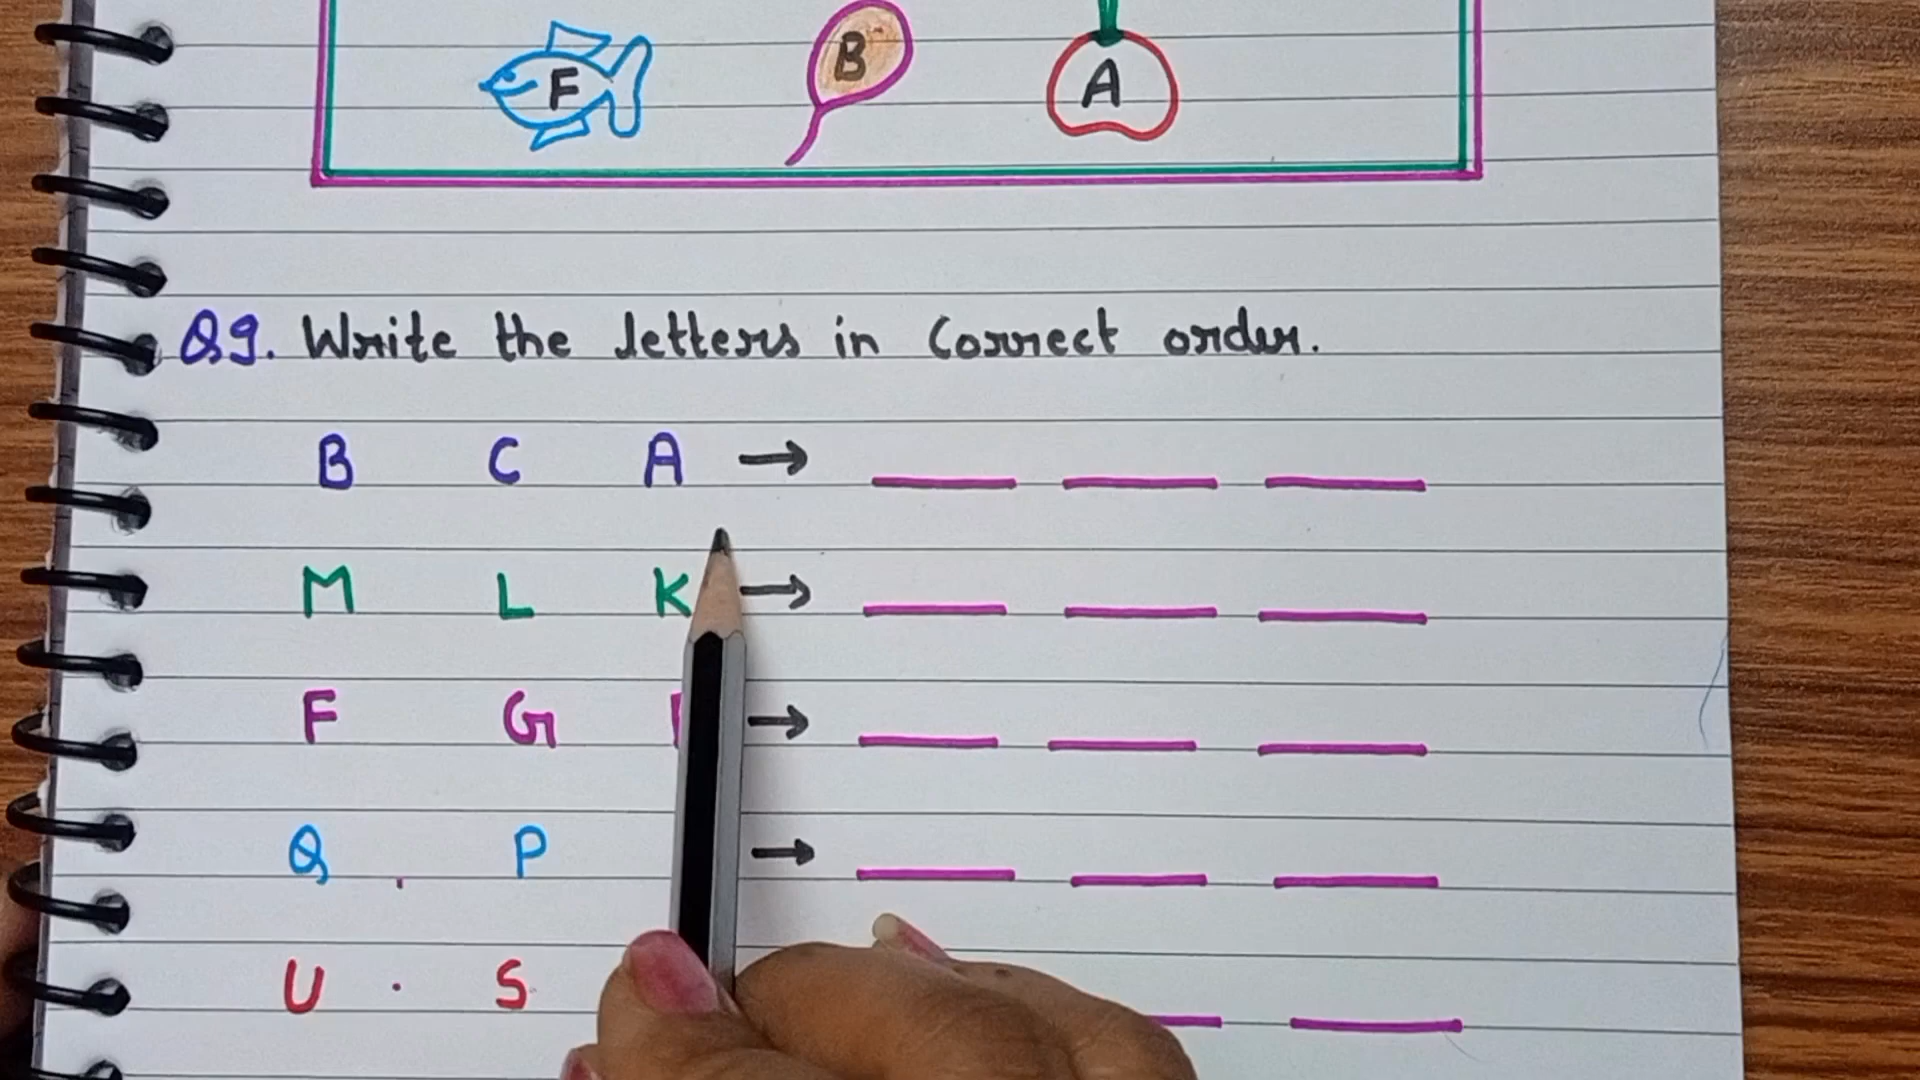 F B A
Q9. Write the letters in Correct order.
B C A →
M L K →
F G →
Q P →
U S